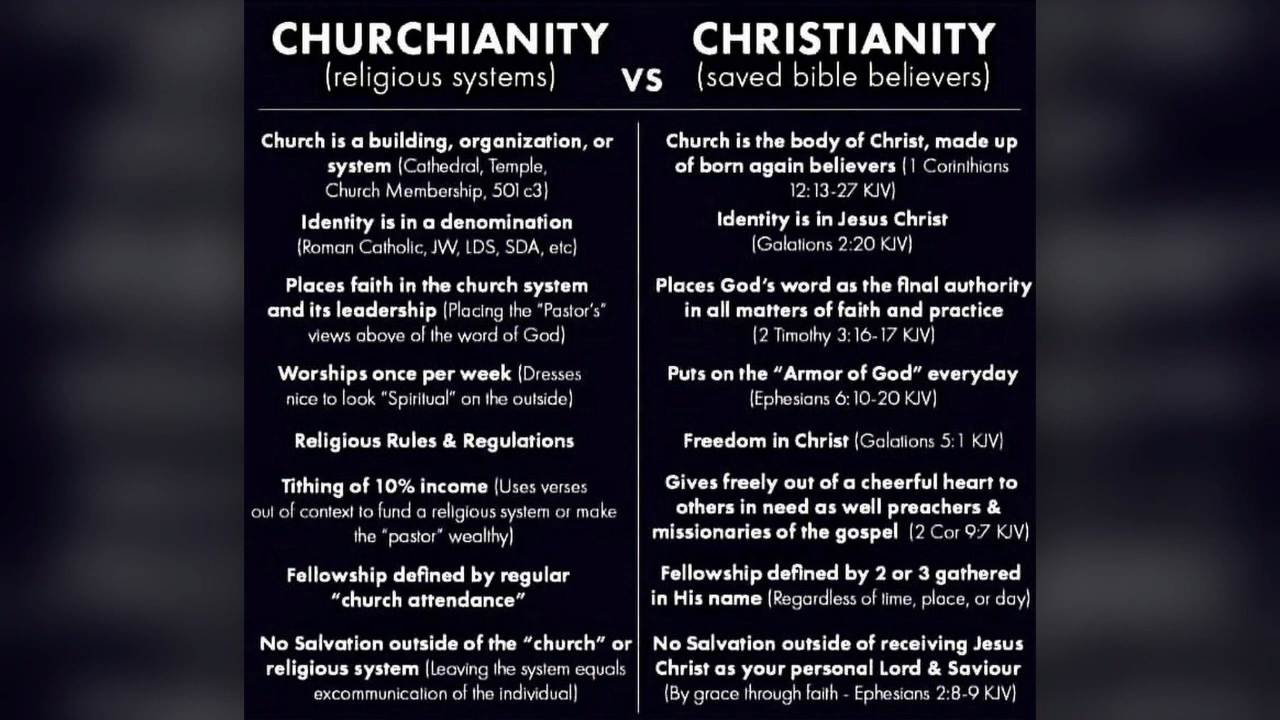 CHURCHIANITY
(religious systems)
VS
CHRISTIANITY
(saved bible believers)
Church is a building, organization, or
system (Cathedral, Temple,
Church Membership, 501 c3)
Identity is in a denomination
(Roman Catholic, JW, LDS, SDA, etc)
Places faith in the church system
and its leadership (Placing the "Pastor's"
views above of the word of God)
Worships once per week (Dresses
nice to look "Spiritual" on the outside)
Religious Rules & Regulations
Tithing of 10% income (Uses verses
out of context to fund a religious system or make
the "pastor" wealthy)
Fellowship defined by regular
"church attendance"
No Salvation outside of the "church" or
religious system (Leaving the system equals
excommunication of the individual)
Church is the body of Christ, made up
of born again believers (1 Corinthians
12:13-27 KJV)
Identity is in Jesus Christ
(Galations 2:20 KJV)
Places God's word as the final authority
in all matters of faith and practice
(2 Timothy 3:16-17 KJV)
Puts on the "Armor of God" everyday
(Ephesians 6:10-20 KJV)
Freedom in Christ (Galations 5:1 KJV)
Gives freely out of a cheerful heart to
others in need as well preachers &
missionaries of the gospel (2 Cor 9:7 KJV)
Fellowship defined by 2 or 3 gathered
in His name (Regardless of time, place, or day)
No Salvation outside of receiving Jesus
Christ as your personal Lord & Saviour
(By grace through faith - Ephesians 2:8-9 KJV)